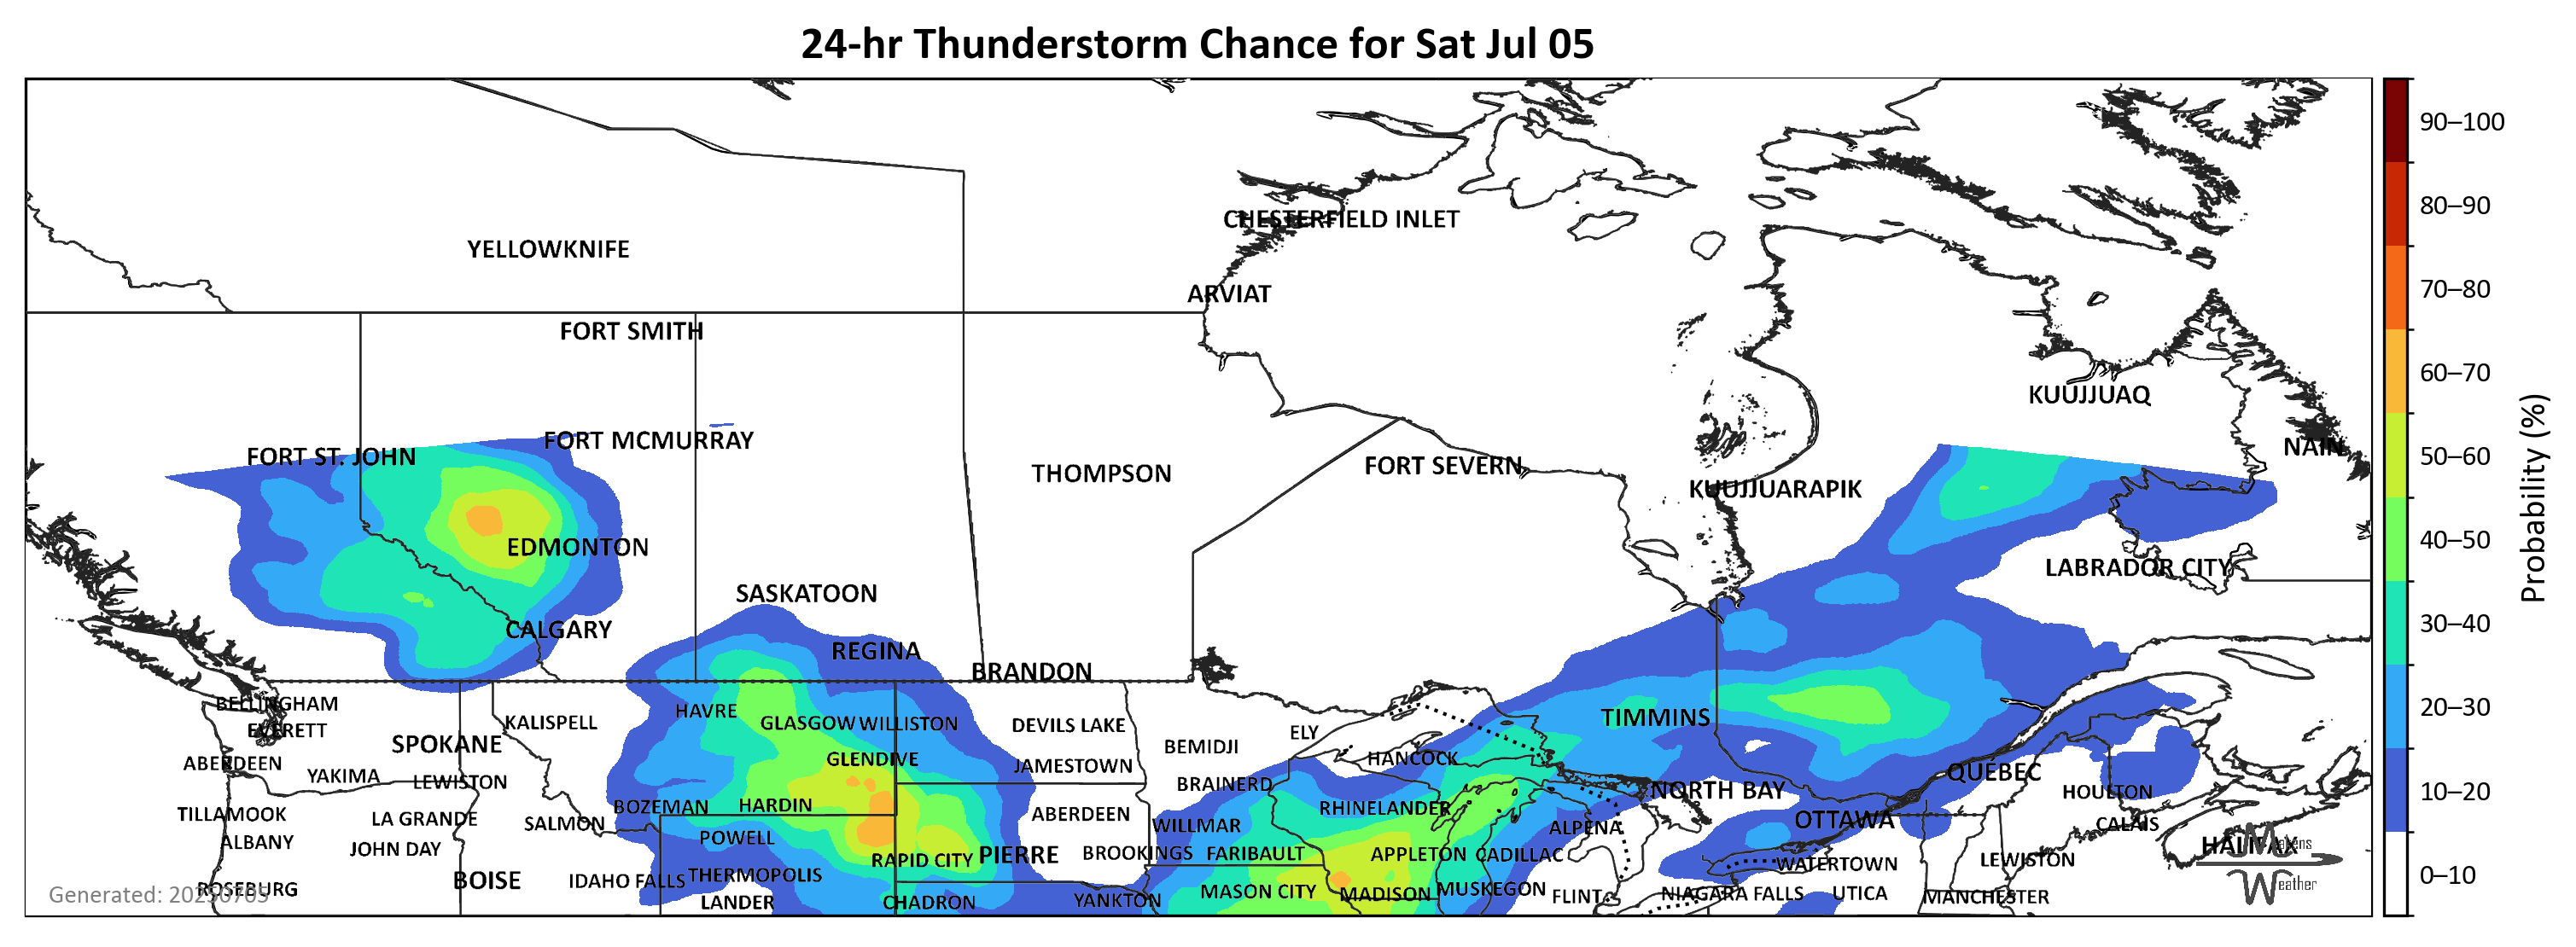 24-hr Thunderstorm Chance for Sat Jul 05
90–100
80–90
70–80
60–70
50–60
40–50
30–40
20–30
10–20
0–10
Probability (%)
CHESTERFIELD INLET
YELLOWKNIFE
ARVIAT
FORT SMITH
KUUJJUAQ
FORT MCMURRAY
NAIN
FORT ST. JOHN
FORT SEVERN
THOMPSON
KUUJJUARAPIK
EDMONTON
LABRADOR CITY
SASKATOON
CALGARY
REGINA
BRANDON
BELLINGHAM
HAVRE
TIMMINS
KALISPELL
GLASGOW
WILLISTON
DEVILS LAKE
EVERETT
ELY
SPOKANE
BEMIDJI
HANCOCK
GLENDIVE
ABERDEEN
JAMESTOWN
QUÉBEC
YAKIMA
LEWISTON
BRAINERD
NORTH BAY
HOULTON
BOZEMAN
HARDIN
RHINELANDER
TILLAMOOK
LA GRANDE
ABERDEEN
OTTAWA
SALMON
WILLMAR
ALPENA
CALAIS
POWELL
ALBANY
JOHN DAY
HALIFAX
RAPID CITY
PIERRE
BROOKINGS
FARIBAULT
APPLETON
CADILLAC
LEWISTON
WATERTOWN
THERMOPOLIS
BOISE
IDAHO FALLS
ROSEBURG
MASON CITY
MADISON
MUSKEGON
NIAGARA FALLS
UTICA
FLINT
MANCHESTER
LANDER
CHADRON
YANKTON
Generated: 20250705
Makens
Weather